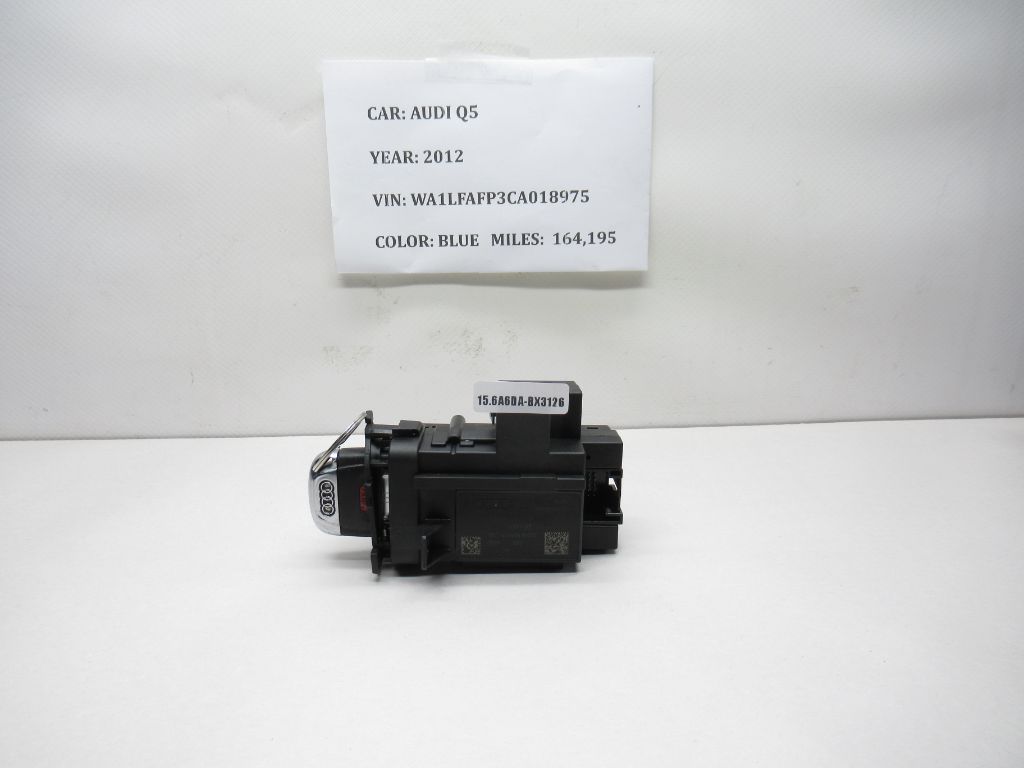 CAR: AUDI Q5
YEAR: 2012
VIN: WA1LFAFP3CA018975
COLOR: BLUE MILES: 164,195
15.6A6DA-BX3126